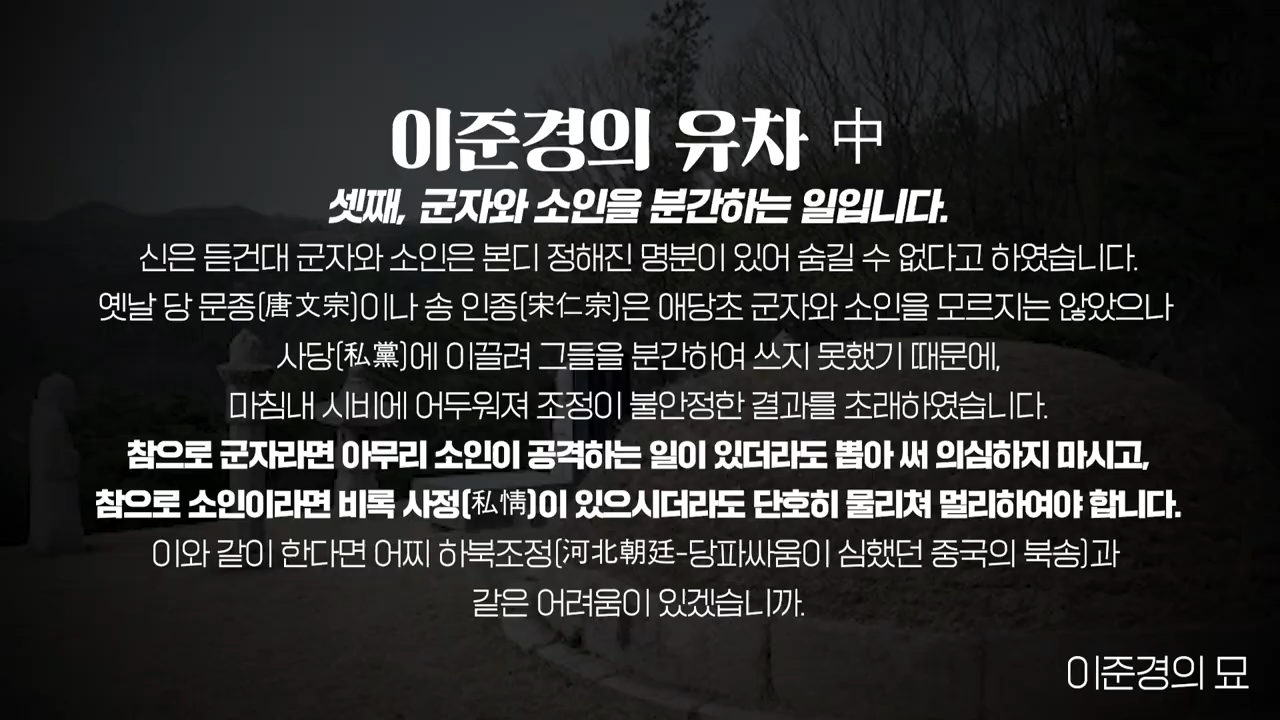 이준경의 유차 中
셋째, 군자와 소인을 분간하는 일입니다.
신은 듣건대 군자와 소인은 본디 정해진 명분이 있어 숨길 수 없다고 하였습니다.
옛날 당 문종(唐文宗)이나 송 인종(宋仁宗)은 애당초 군자와 소인을 모르지는 않았으나
사당(私黨)에 이끌려 그들을 분간하여 쓰지 못했기 때문에,
마침내 시비에 어두워져 조정이 불안정한 결과를 초래하였습니다.
참으로 군자라면 아무리 소인이 공격하는 일이 있더라도 뽑아 써 의심하지 마시고,
참으로 소인이라면 비록 사정(私情)이 있으시더라도 단호히 물리쳐 멀리하여야 합니다.
이와 같이 한다면 어찌 하북조정(河北朝廷-당파싸움이 심했던 중국의 북송)과
같은 어려움이 있겠습니까.
이준경의 묘